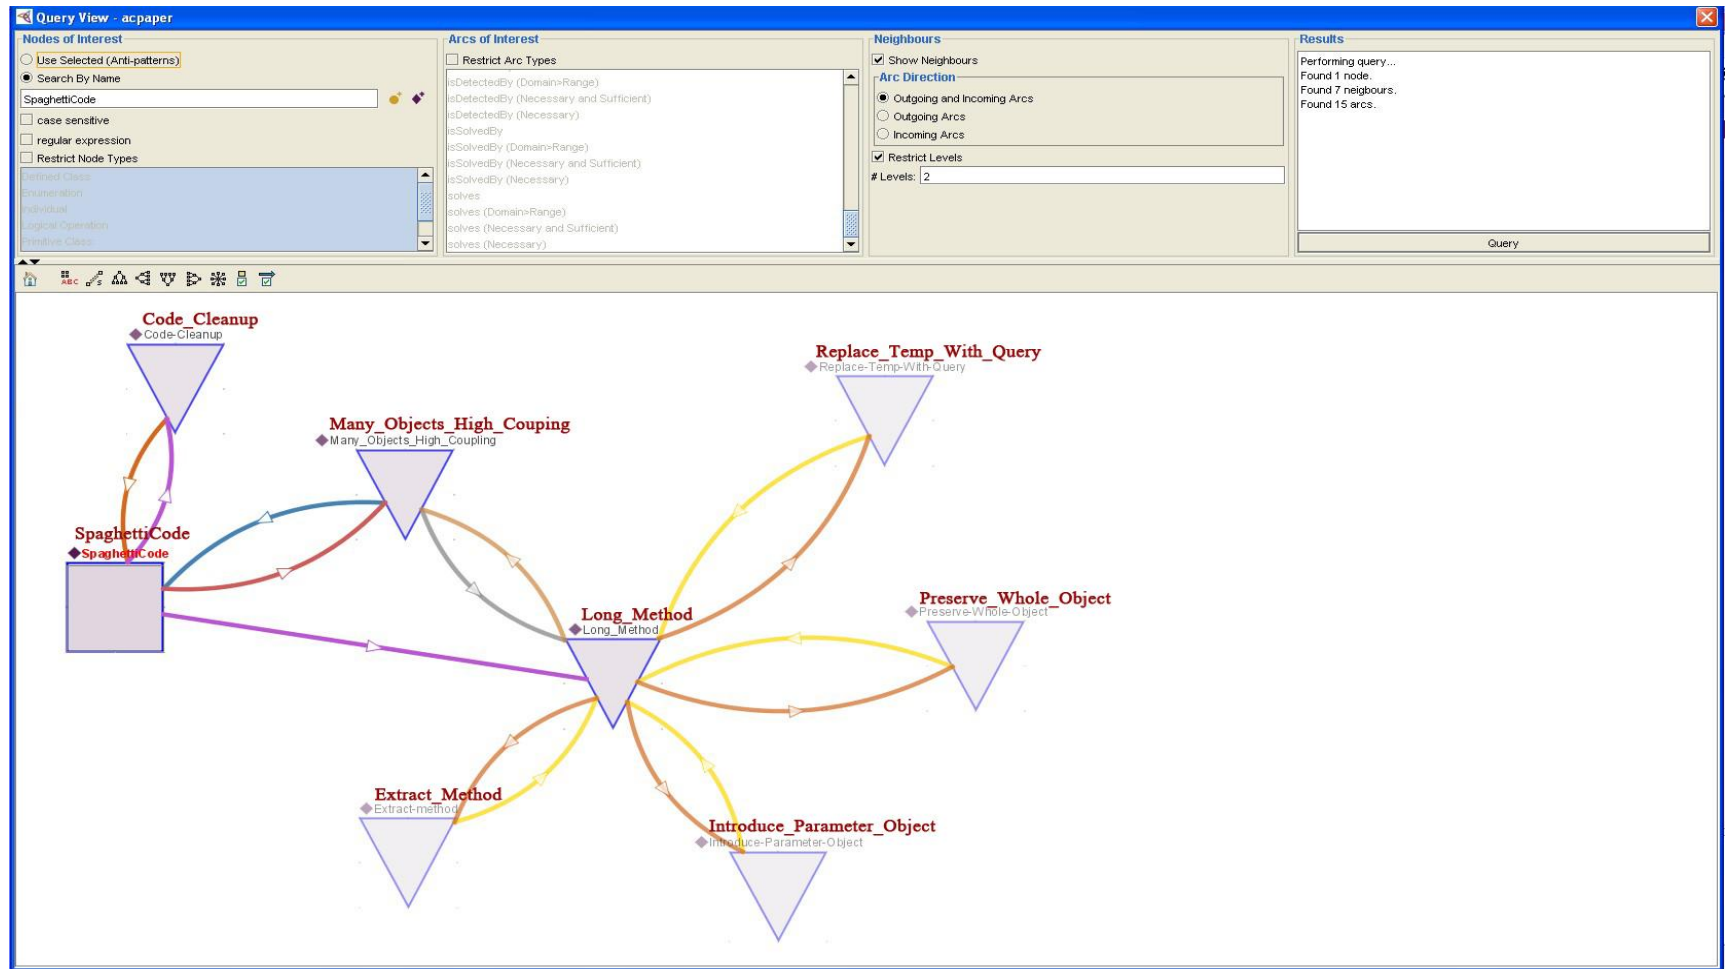 Query View - acpaper
Nodes of Interest
Use Selected (Anti-patterns)
Search By Name
SpaghettiCode
case sensitive
regular expression
Restrict Node Types
Defined Class
Enumeration
Individual
Logical Operation
Primitive Class
Arcs of Interest
Restrict Arc Types
isDetectedBy (Domain>Range)
isDetectedBy (Necessary and Sufficient)
isDetectedBy (Necessary)
isSolvedBy
isSolvedBy (Domain>Range)
isSolvedBy (Necessary and Sufficient)
isSolvedBy (Necessary)
solves
solves (Domain>Range)
solves (Necessary and Sufficient)
solves (Necessary)
Neighbours
Show Neighbours
Arc Direction
Outgoing and Incoming Arcs
Outgoing Arcs
Incoming Arcs
Restrict Levels
# Levels: 2
Results
Performing query...
Found 1 node.
Found 7 neigbours.
Found 15 arcs.
Query
ABC
S
Code_Cleanup
Code-Cleanup
Replace_Temp_With_Query
Replace-Temp-With-Query
Many_Objects_High_Couping
Many_Objects_High_Coupling
SpaghettiCode
SpaghettiCode
Preserve_Whole_Object
Preserve-Whole-Object
Long_Method
Long_Method
Extract_Method
Extract-method
Introduce_Parameter_Object
Introduce-Parameter-Object